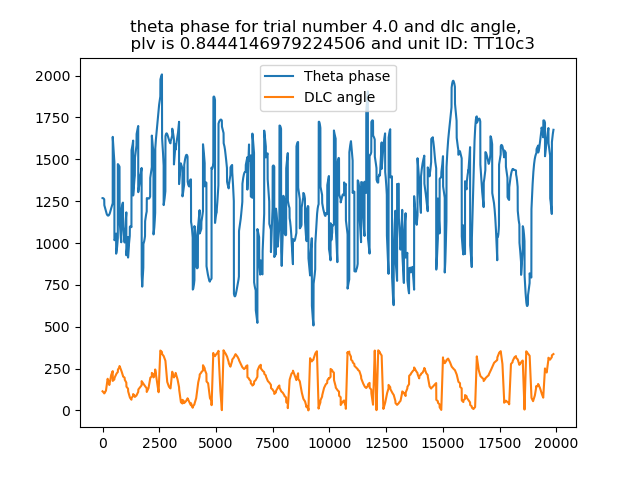 theta phase for trial number 4.0 and dlc angle,
plv is 0.8444146979224506 and unit ID: TT10c3
Theta phase
DLC angle
2000
1750
1500
1250
1000
750
500
250
0
0 2500 5000 7500 10000 12500 15000 17500 20000